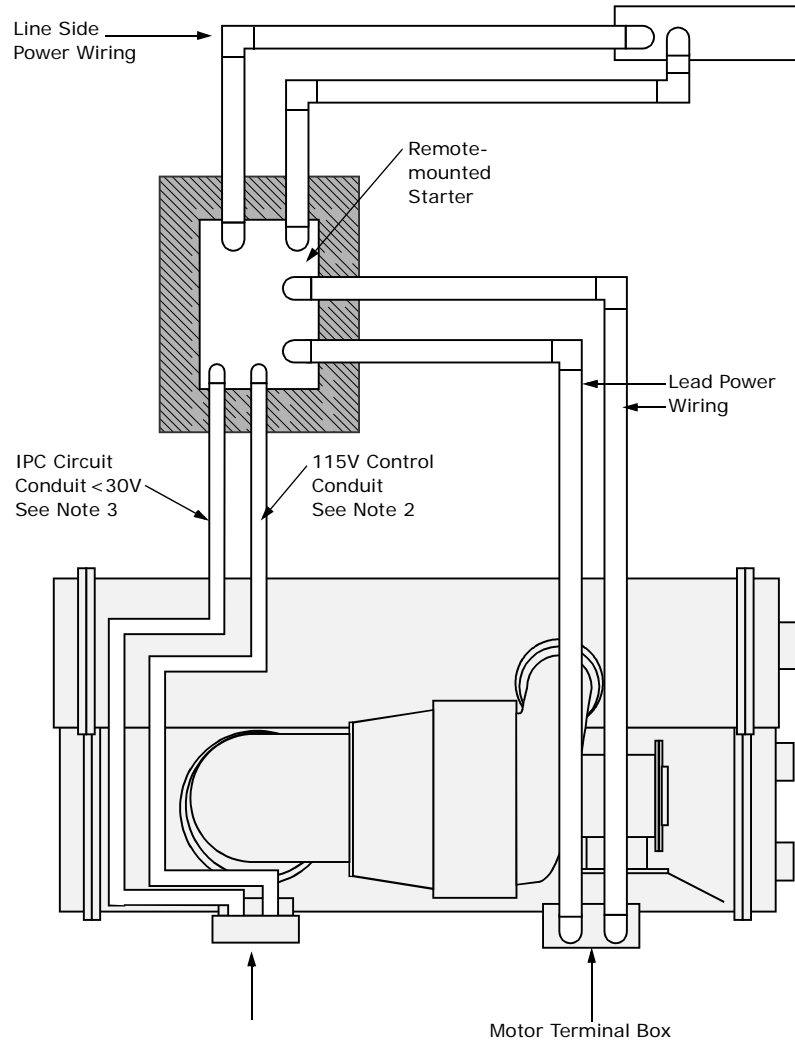 Line Side
Power Wiring
Remote-
mounted
Starter
Lead Power
Wiring
IPC Circuit
Conduit <30V
See Note 3
115V Control
Conduit
See Note 2
Motor Terminal Box